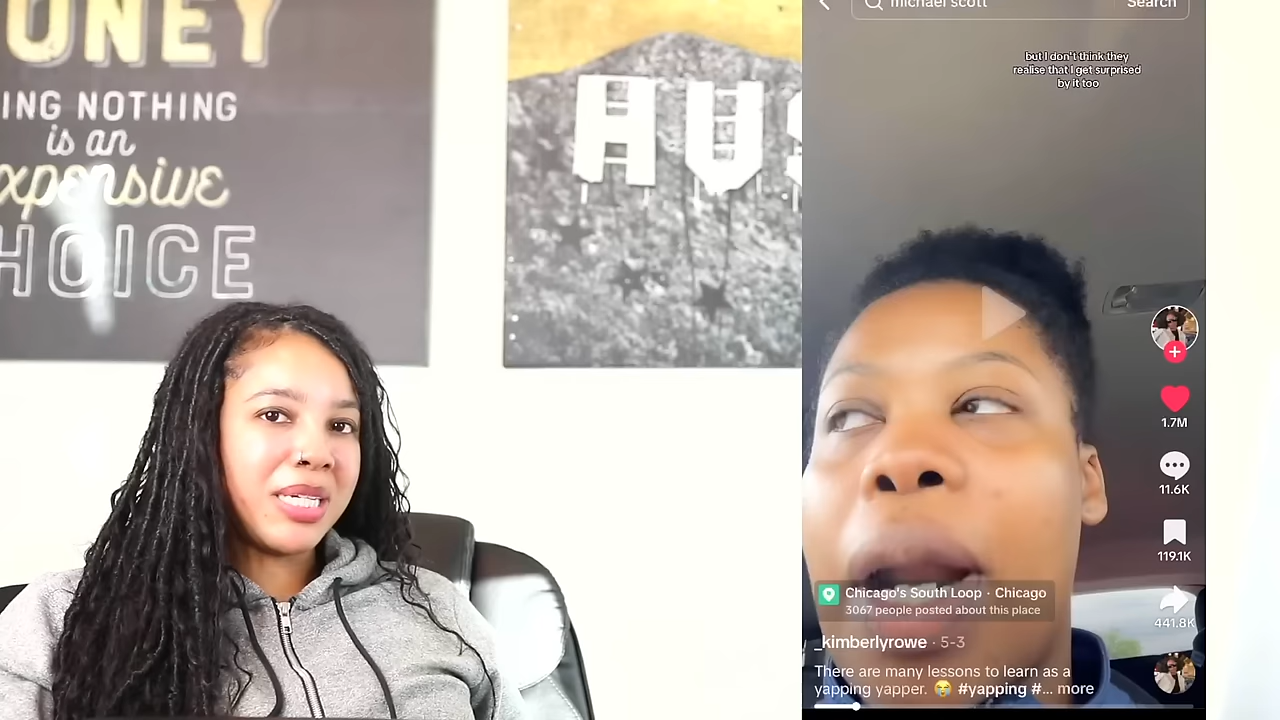 ONEY
ING NOTHING
is an
xpensive
HOICE
HUS
michael scott
Search
but I don't think they
realise that I get surprised
by it too
1.7M
11.6K
119.1K
441.8K
Chicago's South Loop · Chicago
3067 people posted about this place
_kimberlyrowe · 5-3
There are many lessons to learn as a
yapping yapper. 😭 #yapping #... more